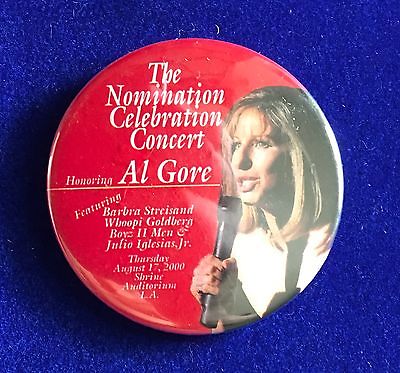 The
Nomination
Celebration
Concert
Honoring Al Gore
Featuring
Barbra Streisand
Whoopi Goldberg
Boyz II Men &
Julio Iglesias, Jr.
Thursday
August 17, 2000
Shrine
Auditorium
L.A.